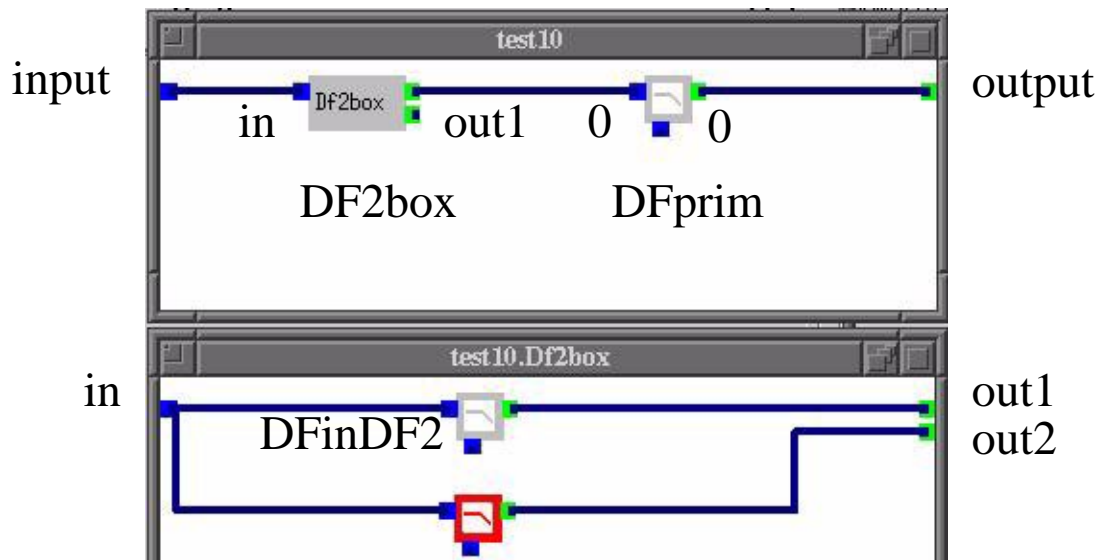 test10
input
output
Df2box
in
out1
0
0
DF2box
DFprim
test10.Df2box
in
out1
DFinDF2
out2